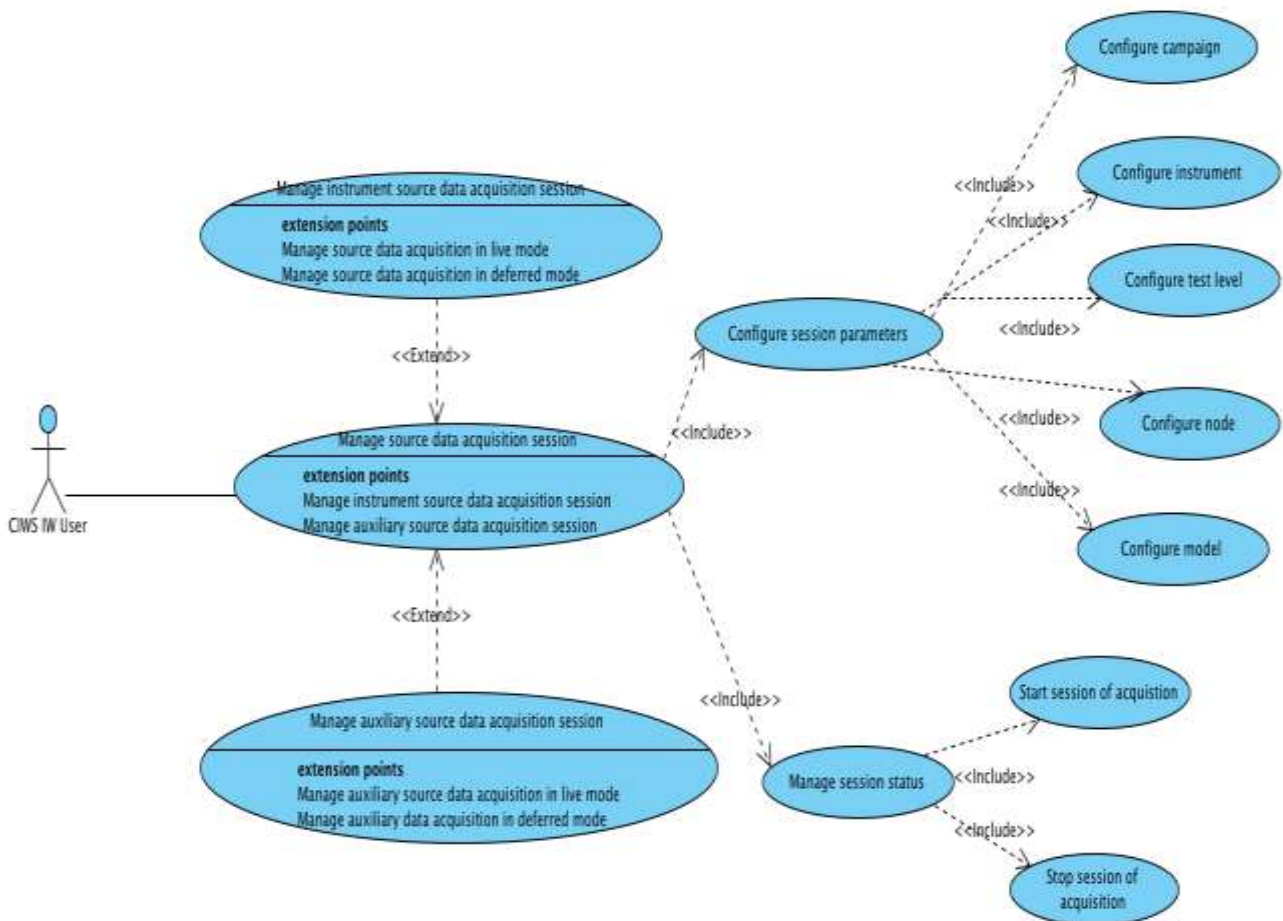 Configure campaign
Manage instrument source data acquisition session
extension points
Manage source data acquisition in live mode
Manage source data acquisition in deferred mode
<<Include>>
Configure instrument
<<Include>>
Configure test level
<<Include>>
Configure session parameters
<<Extend>>
<<Include>>
Configure node
<<Include>>
<<Include>>
Configure model
CIWS IW User
Manage source data acquisition session
extension points
Manage instrument source data acquisition session
Manage auxiliary source data acquisition session
<<Extend>>
<<Include>>
Manage auxiliary source data acquisition session
extension points
Manage auxiliary source data acquisition in live mode
Manage auxiliary data acquisition in deferred mode
Start session of acquistion
Manage session status
<<Include>>
<<Include>>
Stop session of
acquisition